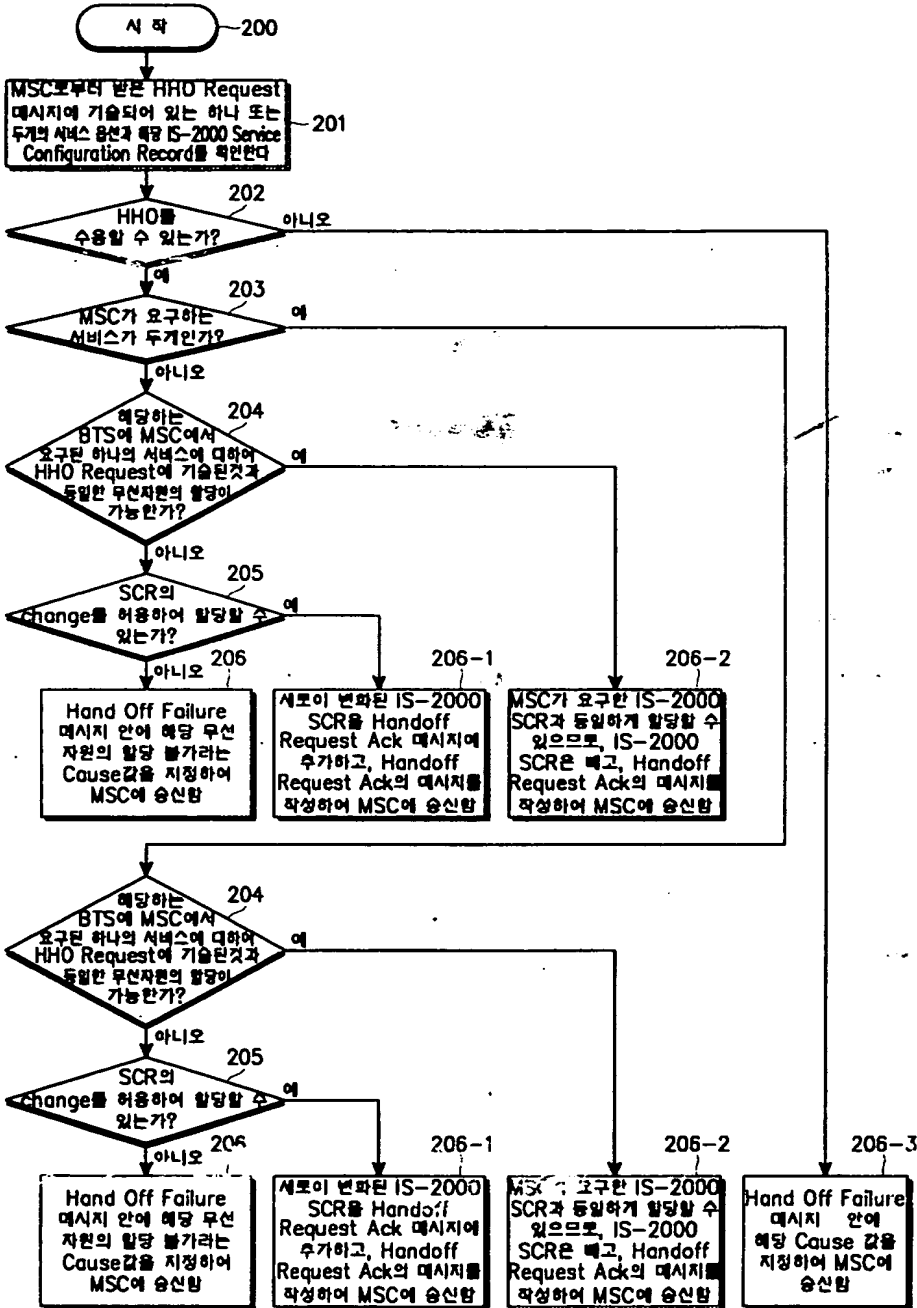 시 작
200
MSC로부터 받은 HHO Request
메시지에 기술되어 있는 하나 또는
두개의 서비스 옵션과 해당 IS-2000 Service
Configuration Record를 확인한다
201
202
HHO를
수용할 수 있는가?
아니오
예
203
MSC가 요구하는
서비스가 두개인가?
예
아니오
204
해당하는
BTS에 MSC에서
요구된 하나의 서비스에 대하여
HHO Request에 기술된것과
동일한 무선자원의 할당이
가능한가?
예
아니오
205
SCR의
change를 허용하여 할당할 수
있는가?
예
아니오
206
Hand Off Failure
메시지 안에 해당 무선
자원의 할당 불가라는
Cause값을 지정하여
MSC에 송신함
206-1
새로이 변화된 IS-2000
SCR을 Handoff
Request Ack 메시지에
추가하고, Handoff
Request Ack의 메시지를
작성하여 MSC에 송신함
206-2
MSC가 요구한 IS-2000
SCR과 동일하게 할당할 수
있으므로, IS-2000
SCR은 빼고, Handoff
Request Ack의 메시지를
작성하여 MSC에 송신함
204
해당하는
BTS에 MSC에서
요구된 하나의 서비스에 대하여
HHO Request에 기술된것과
동일한 무선자원의 할당이
가능한가?
예
아니오
205
SCR의
change를 허용하여 할당할 수
있는가?
예
아니오
206
Hand Off Failure
메시지 안에 해당 무선
자원의 할당 불가라는
Cause값을 지정하여
MSC에 송신함
206-1
새로이 변화된 IS-2000
SCR을 Handoff
Request Ack 메시지에
추가하고, Handoff
Request Ack의 메시지를
작성하여 MSC에 송신함
206-2
요구한 IS-2000
SCR과 동일하게 할당할 수
있으므로, IS-2000
SCR은 빼고, Handoff
Request Ack의 메시지를
작성하여 MSC에 송신함
206-3
Hand Off Failure
메시지 안에
해당 Cause 값을
지정하여 MSC에
송신함